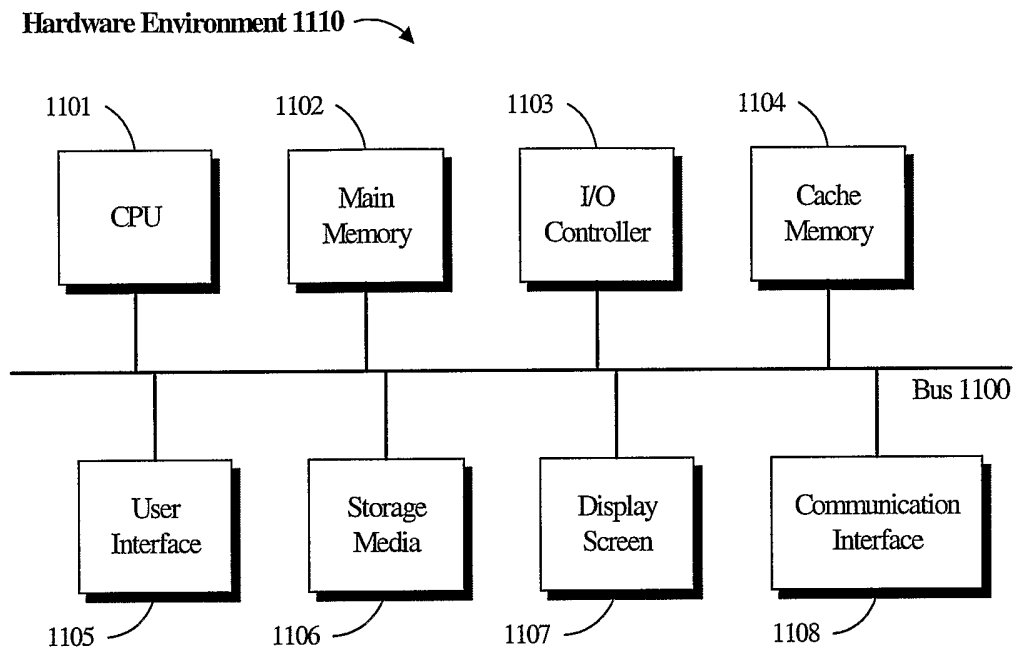 Hardware Environment 1110
1101
1102
1103
1104
CPU
Main
Memory
I/O
Controller
Cache
Memory
Bus 1100
User
Interface
Storage
Media
Display
Screen
Communication
Interface
1105
1106
1107
1108